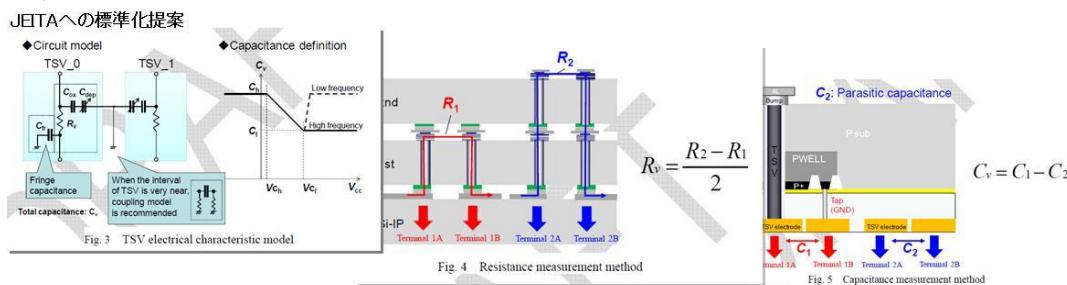 JEITAへの標準化提案
◆Circuit model
TSV_0
TSV_1
Cox Cdep
Rv
Cfr
Fringe
capacitance
When the interval
of TSV is very near,
coupling model
is recommended
Total capacitance: Cv
◆Capacitance definition
Cv
Ch
Cl
Low frequency
High frequency
Vch
Vcl
Vcc
Fig. 3 TSV electrical characteristic model
R1
R2
Terminal 1A
Terminal 1B
Terminal 2A
Terminal 2B
Rv = (R2 − R1) / 2
Fig. 4 Resistance measurement method
C2: Parasitic capacitance
AL
Bump
TSV
P sub
PWELL
P+
Tap
(GND)
TSV electrode
TSV electrode
C1
C2
Terminal 1B
Terminal 2A
Terminal 2B
Cv = C1 − C2
Fig. 5 Capacitance measurement method